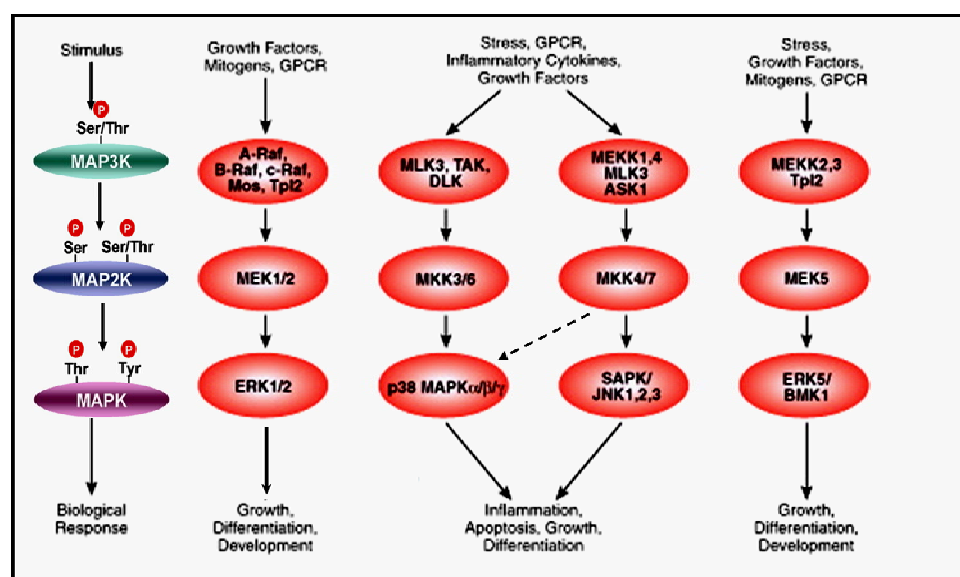 Stimulus
P
Ser/Thr
MAP3K
P
P
Ser
Ser/Thr
MAP2K
P
P
Thr
Tyr
MAPK
Biological
Response
Growth Factors,
Mitogens, GPCR
A-Raf,
B-Raf, c-Raf,
Mos, Tpl2
MEK1/2
ERK1/2
Growth,
Differentiation,
Development
Stress, GPCR,
Inflammatory Cytokines,
Growth Factors
MLK3, TAK,
DLK
MKK3/6
p38 MAPKα/β/γ
MEKK1,4
MLK3
ASK1
MKK4/7
SAPK/
JNK1,2,3
Inflammation,
Apoptosis, Growth,
Differentiation
Stress,
Growth Factors,
Mitogens, GPCR
MEKK2,3
Tpl2
MEK5
ERK5/
BMK1
Growth,
Differentiation,
Development